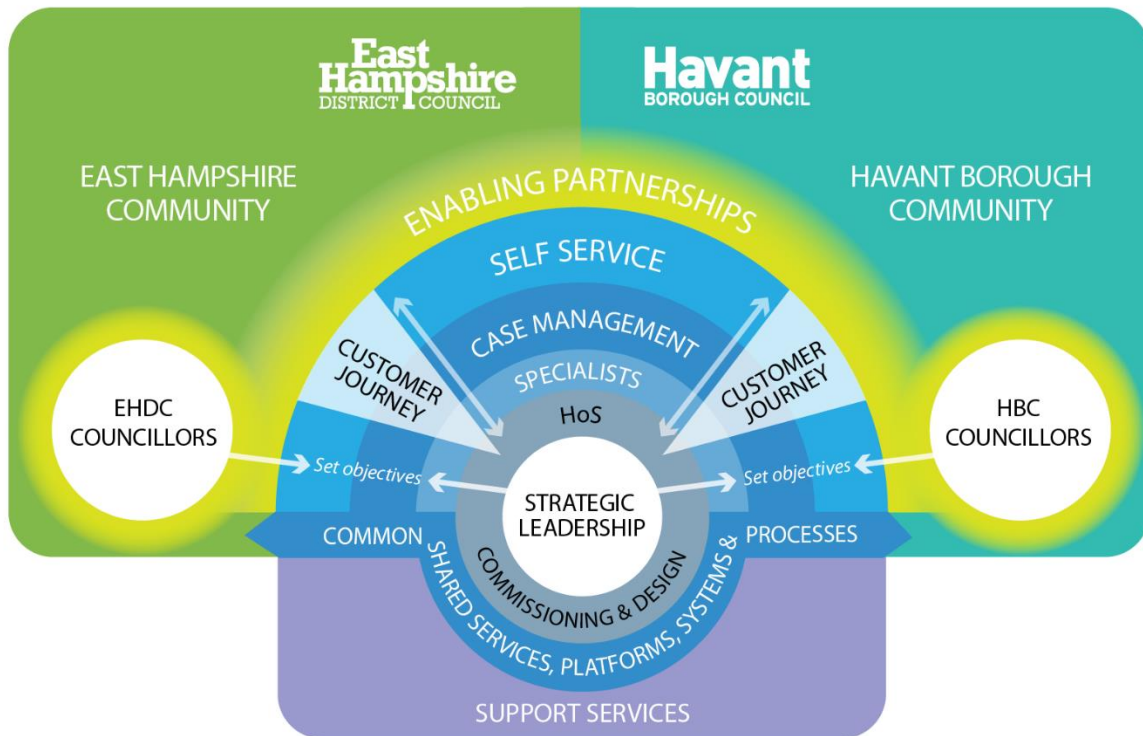 East
Hampshire
DISTRICT COUNCIL
Havant
BOROUGH COUNCIL
EAST HAMPSHIRE
COMMUNITY
HAVANT BOROUGH
COMMUNITY
ENABLING PARTNERSHIPS
SELF SERVICE
CASE MANAGEMENT
SPECIALISTS
HoS
CUSTOMER
JOURNEY
CUSTOMER
JOURNEY
EHDC
COUNCILLORS
HBC
COUNCILLORS
Set objectives
Set objectives
STRATEGIC
LEADERSHIP
COMMISSIONING & DESIGN
COMMON
SHARED SERVICES, PLATFORMS, SYSTEMS &
PROCESSES
SUPPORT SERVICES